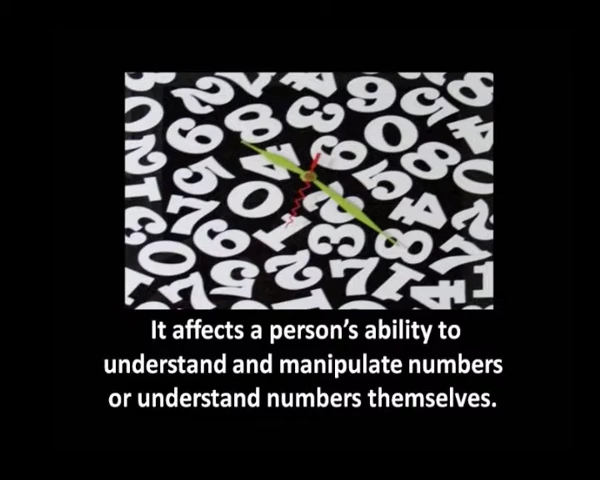 It affects a person's ability to
understand and manipulate numbers
or understand numbers themselves.